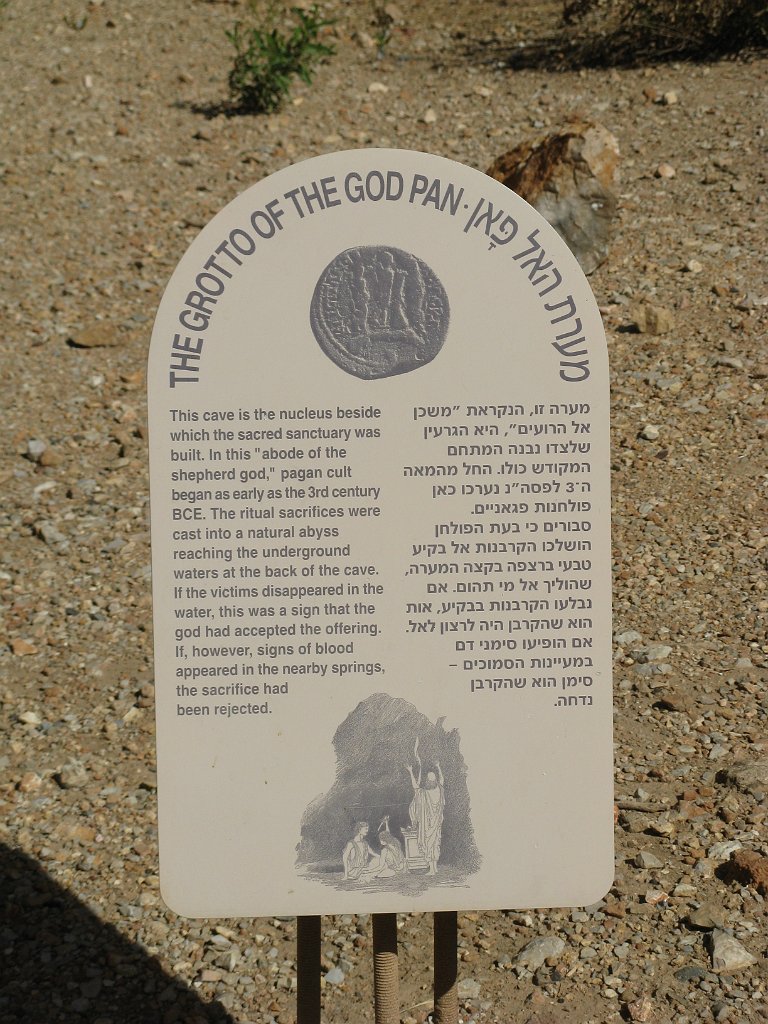 THE GROTTO OF THE GOD PAN · מערת האל פָאן
This cave is the nucleus beside
which the sacred sanctuary was
built. In this "abode of the
shepherd god," pagan cult
began as early as the 3rd century
BCE. The ritual sacrifices were
cast into a natural abyss
reaching the underground
waters at the back of the cave.
If the victims disappeared in the
water, this was a sign that the
god had accepted the offering.
If, however, signs of blood
appeared in the nearby springs,
the sacrifice had
been rejected.
מערה זו, הנקראת "משכן
אל הרועים", היא הגרעין
שלצדו נבנה המתחם
המקודש כולו. החל מהמאה
ה־3 לפסה"נ נערכו כאן
פולחנות פגאניים.
סבורים כי בעת הפולחן
הושלכו הקרבנות אל בקיע
טבעי ברצפה בקצה המערה,
שהוליך אל מי תהום. אם
נבלעו הקרבנות בבקיע, אות
הוא שהקרבן היה לרצון לאל.
אם הופיעו סימני דם
במעיינות הסמוכים –
סימן הוא שהקרבן
נדחה.